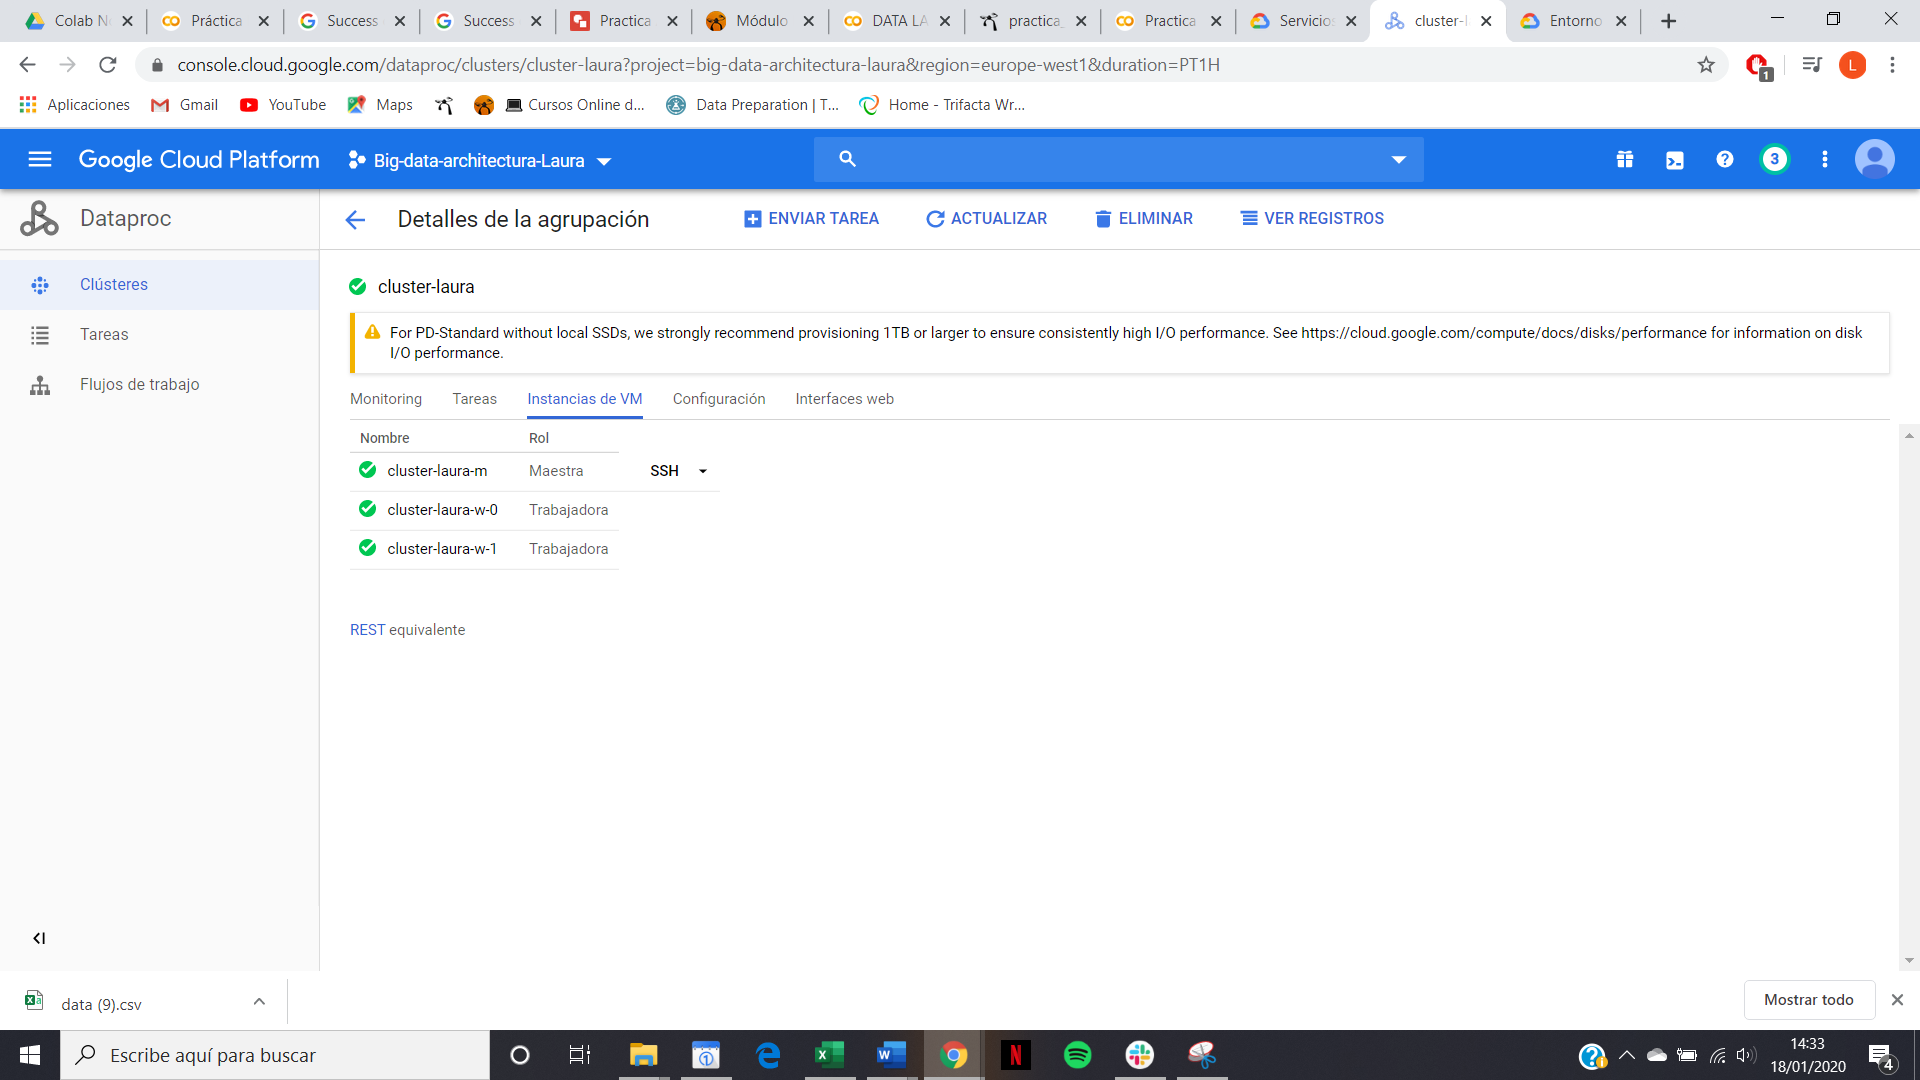 Colab N
Práctica
Success
Success
Practica
Módulo
DATA LA
practica_
Practica
Servicios
cluster-l
Entorno
console.cloud.google.com/dataproc/clusters/cluster-laura?project=big-data-architectura-laura&region=europe-west1&duration=PT1H
1
L
Aplicaciones
Gmail
YouTube
Maps
Cursos Online d...
Data Preparation | T...
Home - Trifacta Wr...
Google Cloud Platform
Big-data-architectura-Laura
3
Dataproc
Detalles de la agrupación
ENVIAR TAREA
ACTUALIZAR
ELIMINAR
VER REGISTROS
Clústeres
Tareas
Flujos de trabajo
cluster-laura
For PD-Standard without local SSDs, we strongly recommend provisioning 1TB or larger to ensure consistently high I/O performance. See https://cloud.google.com/compute/docs/disks/performance for information on disk
I/O performance.
Monitoring
Tareas
Instancias de VM
Configuración
Interfaces web
Nombre Rol
cluster-laura-m Maestra SSH
cluster-laura-w-0 Trabajadora
cluster-laura-w-1 Trabajadora
REST equivalente
data (9).csv
Mostrar todo
Escribe aquí para buscar
14:33
18/01/2020
4